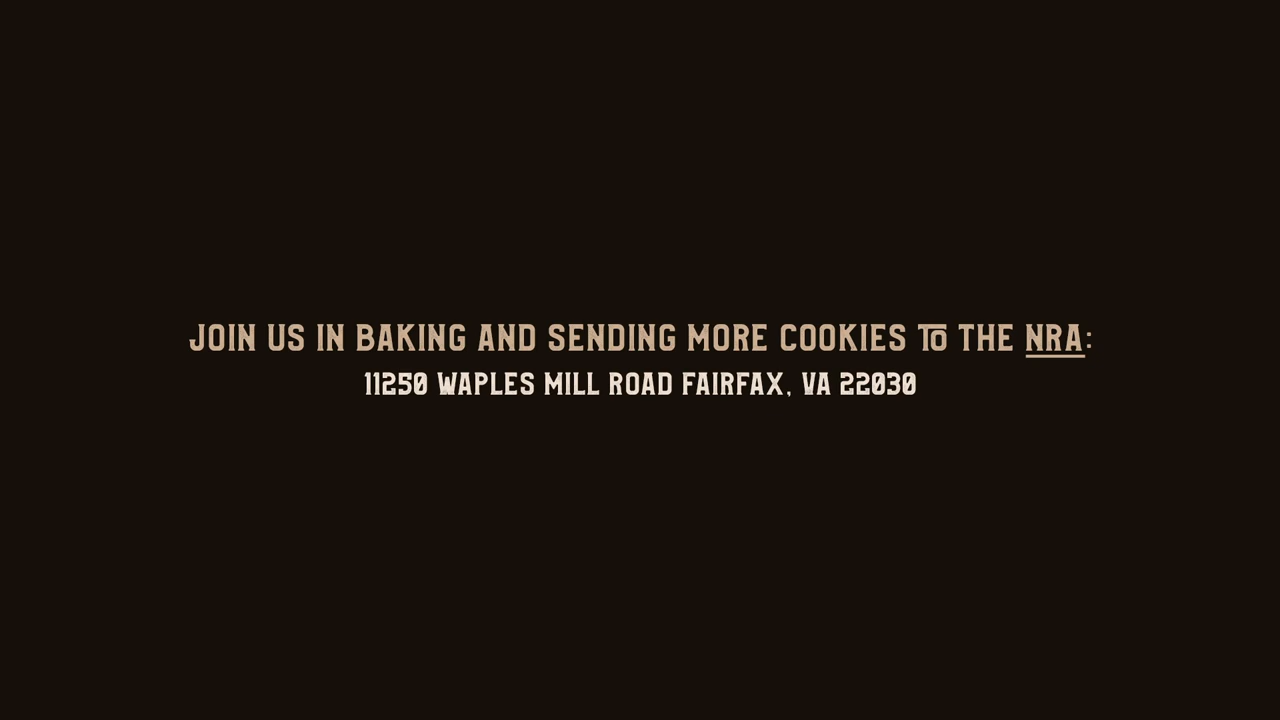 JOIN US IN BAKING AND SENDING MORE COOKIES TO THE NRA:
11250 WAPLES MILL ROAD FAIRFAX, VA 22030